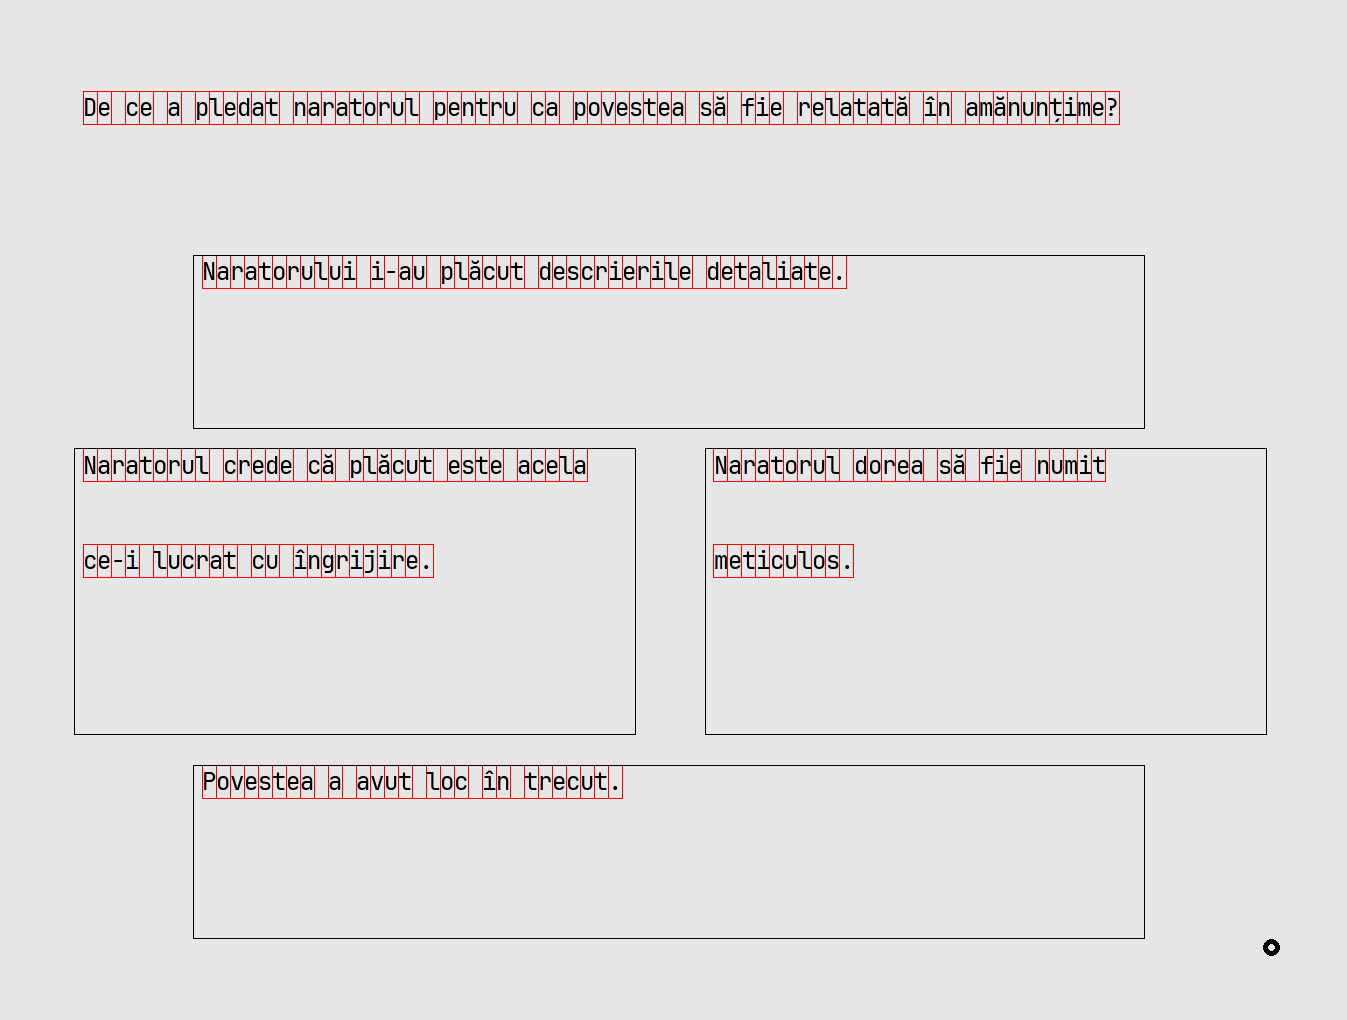 De ce a pledat naratorul pentru ca povestea să fie relatată în amănunțime?
Naratorului i-au plăcut descrierile detaliate.
Naratorul crede că plăcut este acela
ce-i lucrat cu îngrijire.
Naratorul dorea să fie numit
meticulos.
Povestea a avut loc în trecut.